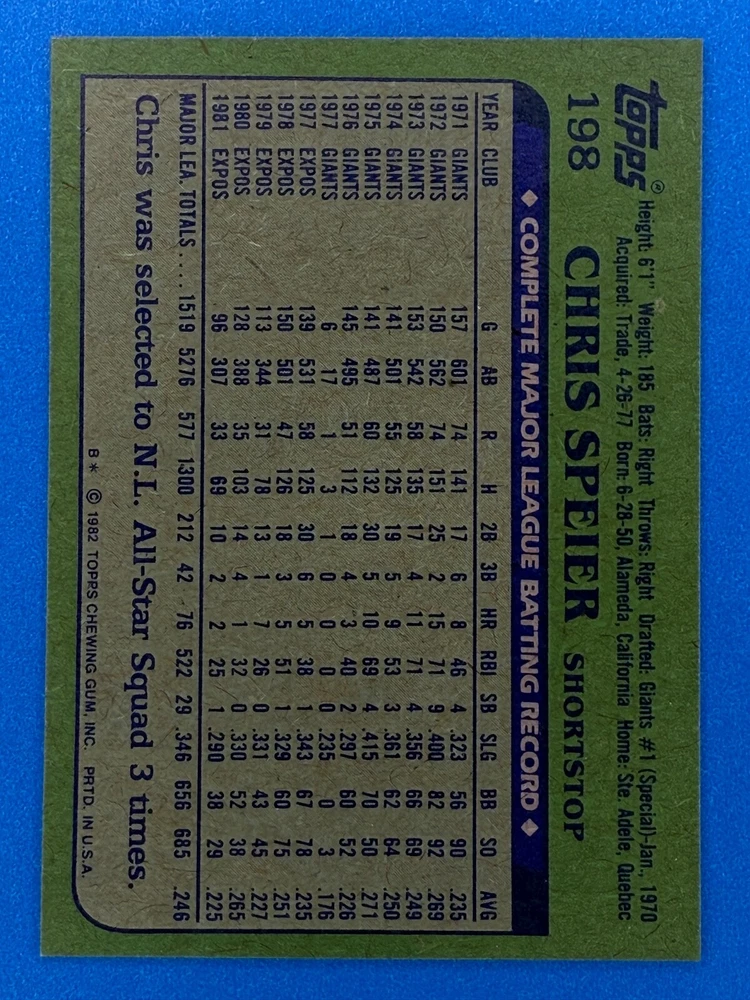 topps®
Height: 6'1" Weight: 185 Bats: Right Throws: Right Drafted: Giants #1 (Special)-Jan., 1970
Acquired: Trade, 4-26-77 Born: 6-28-50, Alameda, California Home: Ste. Adele, Quebec
198 CHRIS SPEIER SHORTSTOP
◆ COMPLETE MAJOR LEAGUE BATTING RECORD ◆
YEAR CLUB G AB R H 2B 3B HR RBI SB SLG BB SO AVG
1971 GIANTS 157 601 74 141 17 6 8 46 4 .323 56 90 .235
1972 GIANTS 150 562 74 151 25 2 15 71 9 .400 82 92 .269
1973 GIANTS 153 542 58 135 17 4 11 71 4 .356 66 69 .249
1974 GIANTS 141 501 55 125 19 5 9 53 3 .361 62 64 .250
1975 GIANTS 141 487 60 132 30 5 10 69 4 .415 70 50 .271
1976 GIANTS 145 495 51 112 18 4 3 40 2 .297 60 52 .226
1977 GIANTS 6 17 1 3 1 0 0 0 0 .235 0 3 .176
1977 EXPOS 139 531 58 125 30 6 5 38 1 .343 67 78 .235
1978 EXPOS 150 501 47 126 18 3 5 51 1 .329 60 75 .251
1979 EXPOS 113 344 31 78 13 1 7 26 0 .331 43 45 .227
1980 EXPOS 128 388 35 103 14 4 1 32 0 .330 52 38 .265
1981 EXPOS 96 307 33 69 10 2 2 25 1 .290 38 29 .225
MAJOR LEA. TOTALS.... 1519 5276 577 1300 212 42 76 522 29 .346 656 685 .246
Chris was selected to N.L. All-Star Squad 3 times.
B * © 1982 TOPPS CHEWING GUM, INC. PRTD. IN U.S.A.